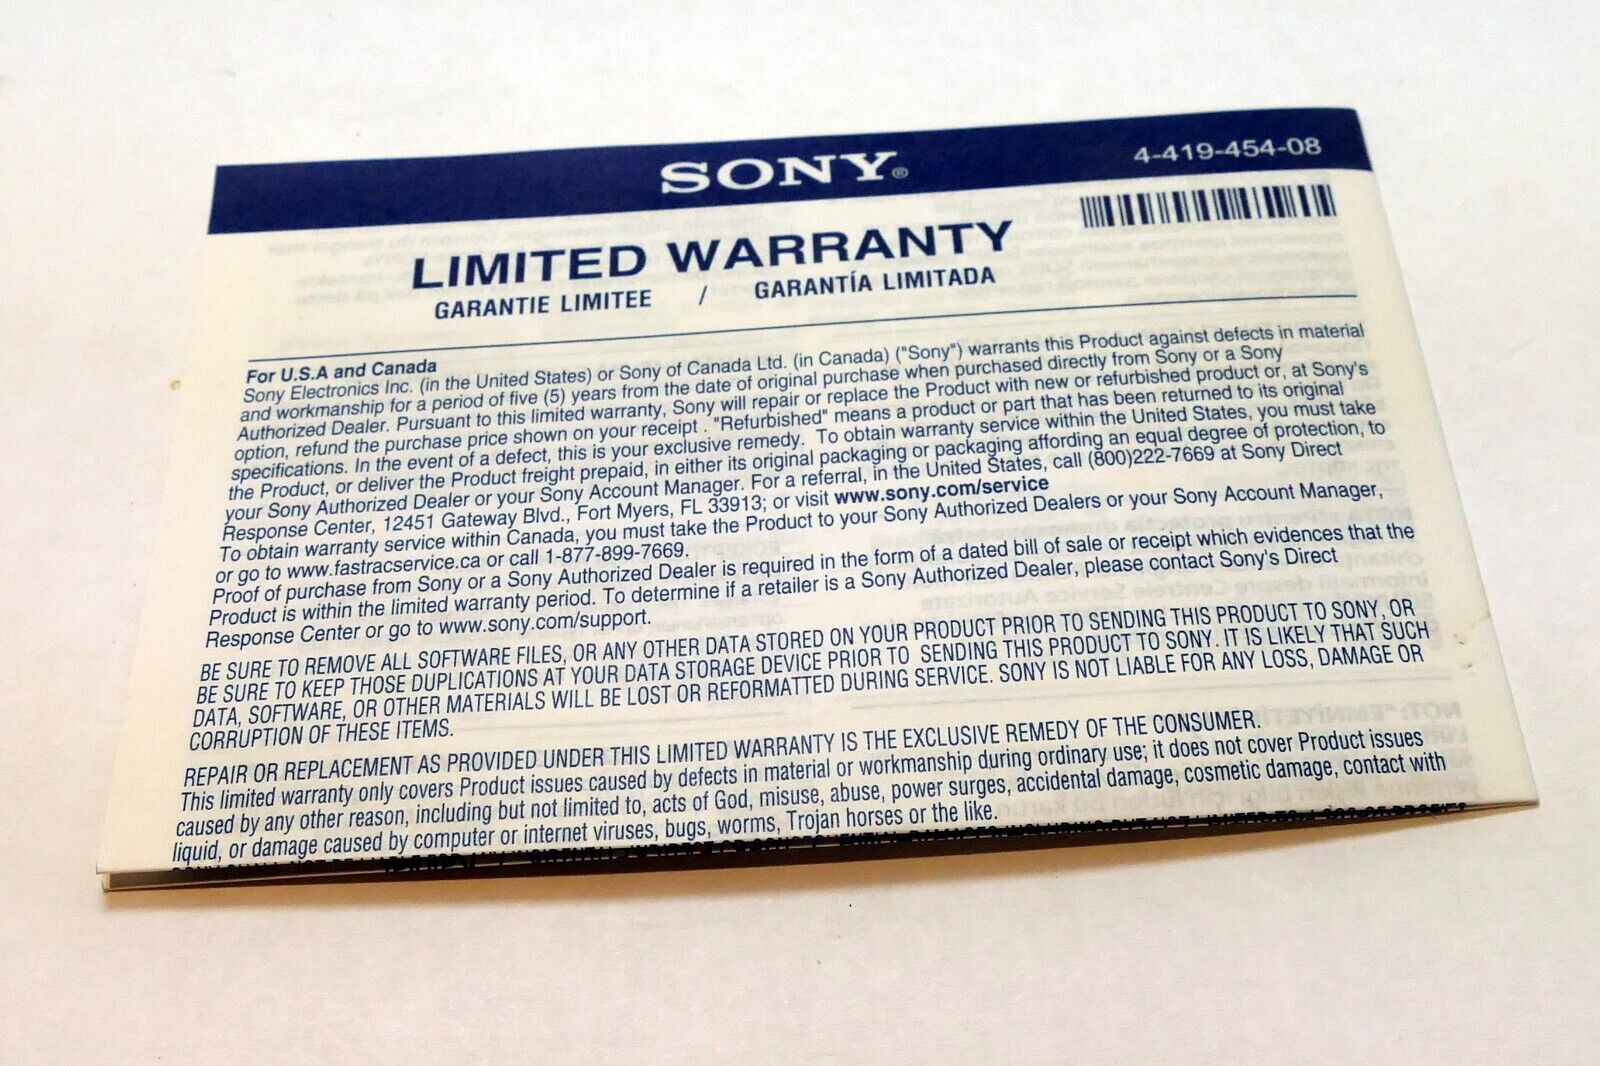 SONY®
4-419-454-08
LIMITED WARRANTY
GARANTIE LIMITEE / GARANTÍA LIMITADA
For U.S.A and Canada
Sony Electronics Inc. (in the United States) or Sony of Canada Ltd. (in Canada) ("Sony") warrants this Product against defects in material
and workmanship for a period of five (5) years from the date of original purchase when purchased directly from Sony or a Sony
Authorized Dealer. Pursuant to this limited warranty, Sony will repair or replace the Product with new or refurbished product or, at Sony's
option, refund the purchase price shown on your receipt . "Refurbished" means a product or part that has been returned to its original
specifications. In the event of a defect, this is your exclusive remedy. To obtain warranty service within the United States, you must take
the Product, or deliver the Product freight prepaid, in either its original packaging or packaging affording an equal degree of protection, to
your Sony Authorized Dealer or your Sony Account Manager. For a referral, in the United States, call (800)222-7669 at Sony Direct
Response Center, 12451 Gateway Blvd., Fort Myers, FL 33913; or visit www.sony.com/service
To obtain warranty service within Canada, you must take the Product to your Sony Authorized Dealers or your Sony Account Manager,
or go to www.fastracservice.ca or call 1-877-899-7669.
Proof of purchase from Sony or a Sony Authorized Dealer is required in the form of a dated bill of sale or receipt which evidences that the
Product is within the limited warranty period. To determine if a retailer is a Sony Authorized Dealer, please contact Sony's Direct
Response Center or go to www.sony.com/support.
BE SURE TO REMOVE ALL SOFTWARE FILES, OR ANY OTHER DATA STORED ON YOUR PRODUCT PRIOR TO SENDING THIS PRODUCT TO SONY, OR
BE SURE TO KEEP THOSE DUPLICATIONS AT YOUR DATA STORAGE DEVICE PRIOR TO SENDING THIS PRODUCT TO SONY. IT IS LIKELY THAT SUCH
DATA, SOFTWARE, OR OTHER MATERIALS WILL BE LOST OR REFORMATTED DURING SERVICE. SONY IS NOT LIABLE FOR ANY LOSS, DAMAGE OR
CORRUPTION OF THESE ITEMS.
REPAIR OR REPLACEMENT AS PROVIDED UNDER THIS LIMITED WARRANTY IS THE EXCLUSIVE REMEDY OF THE CONSUMER.
This limited warranty only covers Product issues caused by defects in material or workmanship during ordinary use; it does not cover Product issues
caused by any other reason, including but not limited to, acts of God, misuse, abuse, power surges, accidental damage, cosmetic damage, contact with
liquid, or damage caused by computer or internet viruses, bugs, worms, Trojan horses or the like.